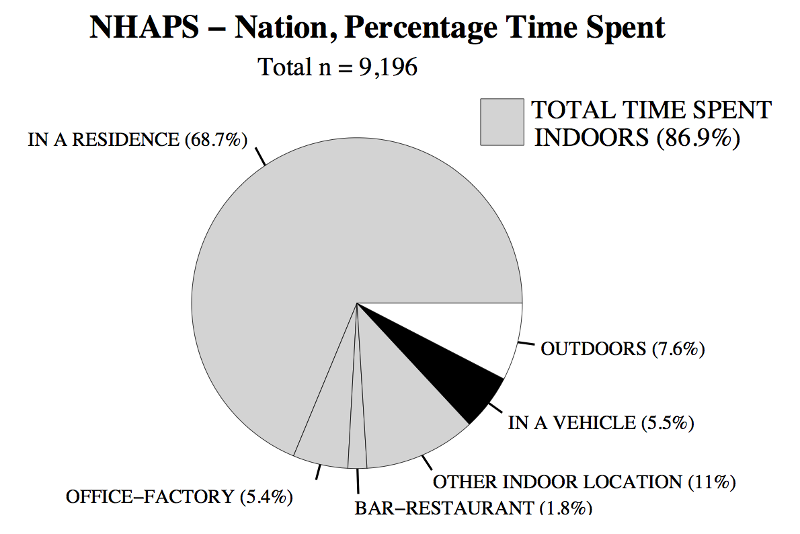 NHAPS – Nation, Percentage Time Spent
Total n = 9,196
TOTAL TIME SPENT
INDOORS (86.9%)
IN A RESIDENCE (68.7%)
OUTDOORS (7.6%)
IN A VEHICLE (5.5%)
OTHER INDOOR LOCATION (11%)
OFFICE–FACTORY (5.4%)
BAR–RESTAURANT (1.8%)